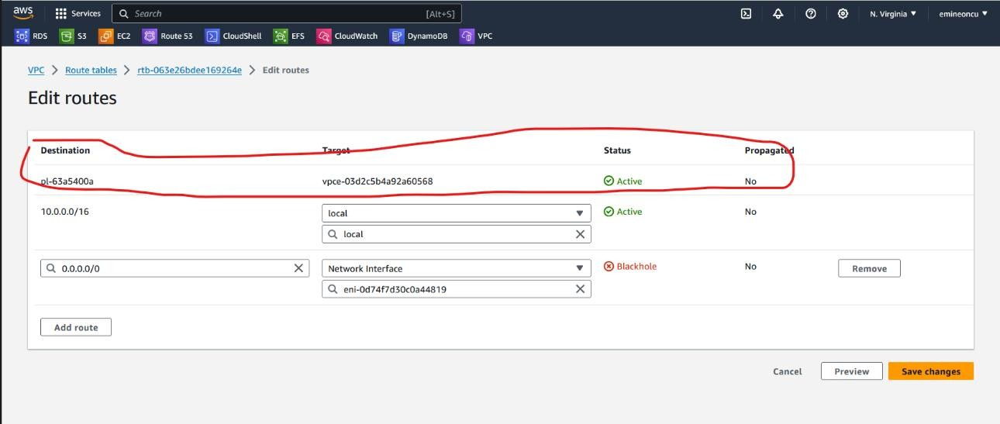 aws Services Search [Alt+S] N. Virginia emineoncu
RDS S3 EC2 Route 53 CloudShell EFS CloudWatch DynamoDB VPC
VPC Route tables rtb-063e26bdee169264e Edit routes
Edit routes
Destination Target Status Propagated
pl-63a5400a vpce-03d2c5b4a92a60568 Active No
10.0.0.0/16 local Active No
local
0.0.0.0/0 Network Interface Blackhole No Remove
eni-0d74f7d30c0a44819
Add route
Cancel Preview Save changes